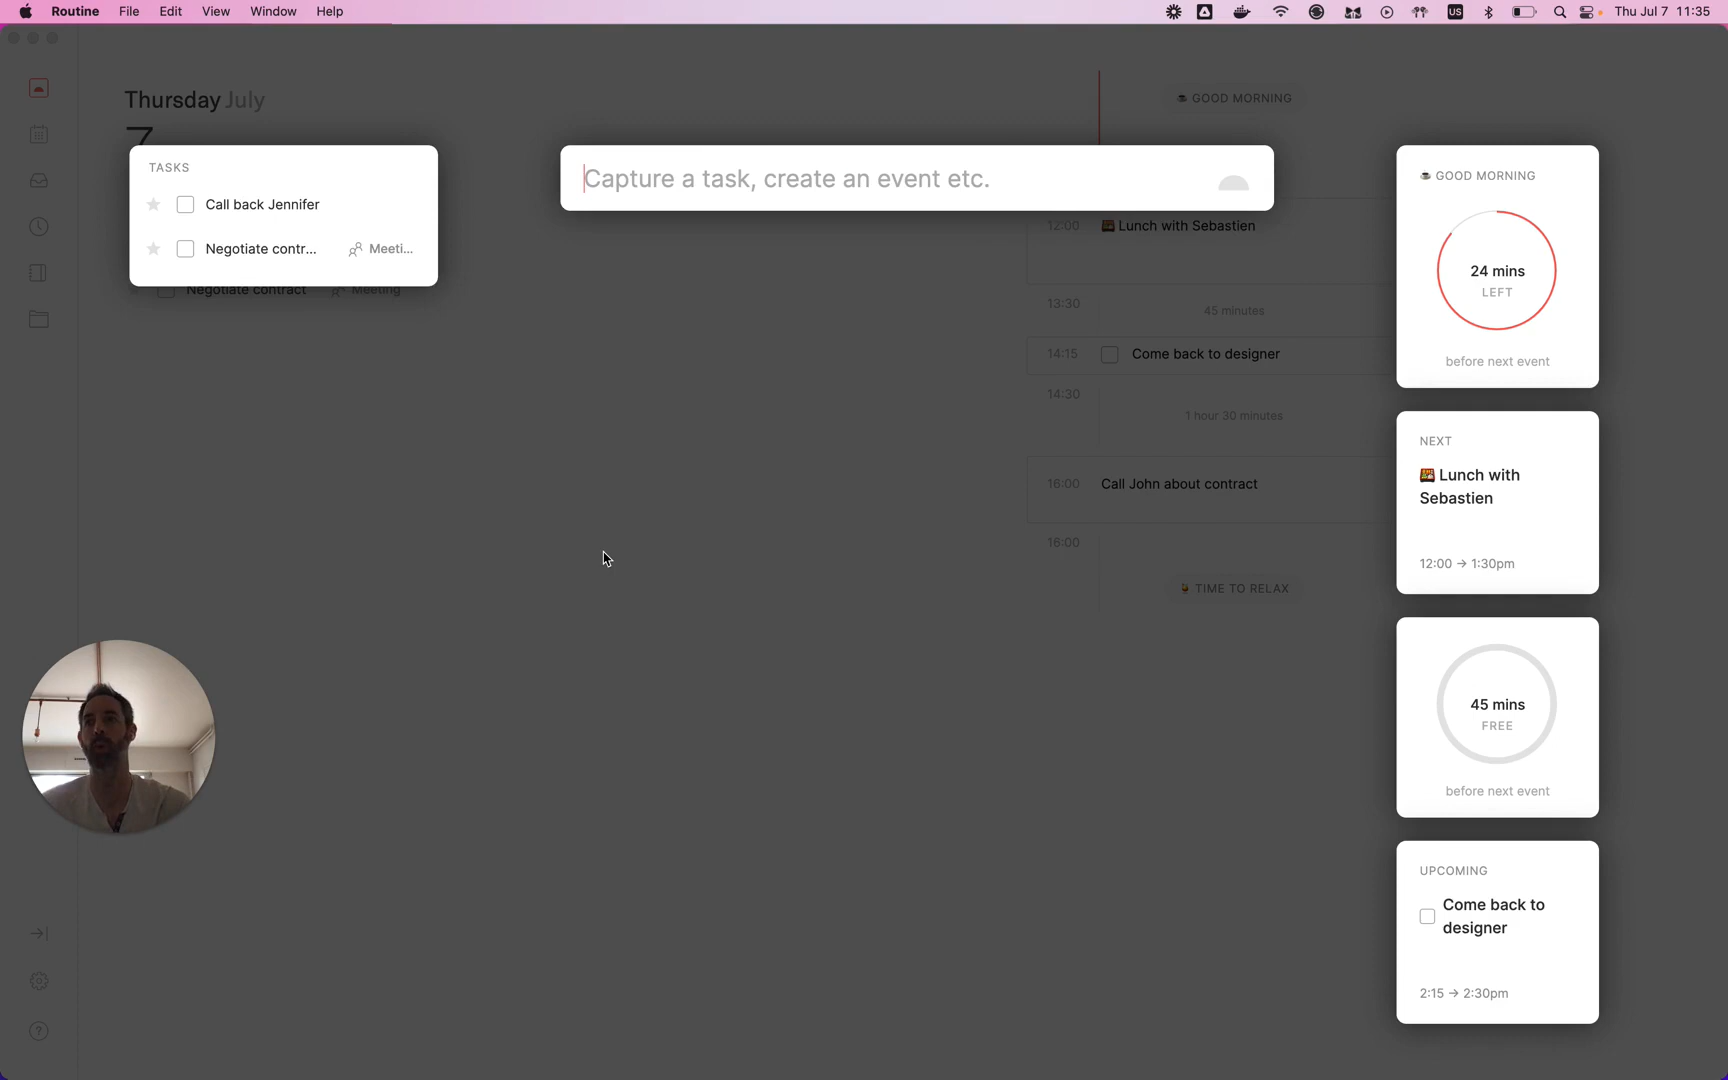 Routine File Edit View Window Help
US Thu Jul 7 11:35
Thursday July
7
TASKS
Call back Jennifer
Negotiate contr... Meeti...
Negotiate contract Meeting
Capture a task, create an event etc.
☕ GOOD MORNING
12:00 🍱 Lunch with Sebastien
13:30 45 minutes
14:15 Come back to designer
14:30
1 hour 30 minutes
16:00 Call John about contract
16:00
🍹 TIME TO RELAX
☕ GOOD MORNING
24 mins
LEFT
before next event
NEXT
🍱 Lunch with
Sebastien
12:00 → 1:30pm
45 mins
FREE
before next event
UPCOMING
Come back to
designer
2:15 → 2:30pm
?